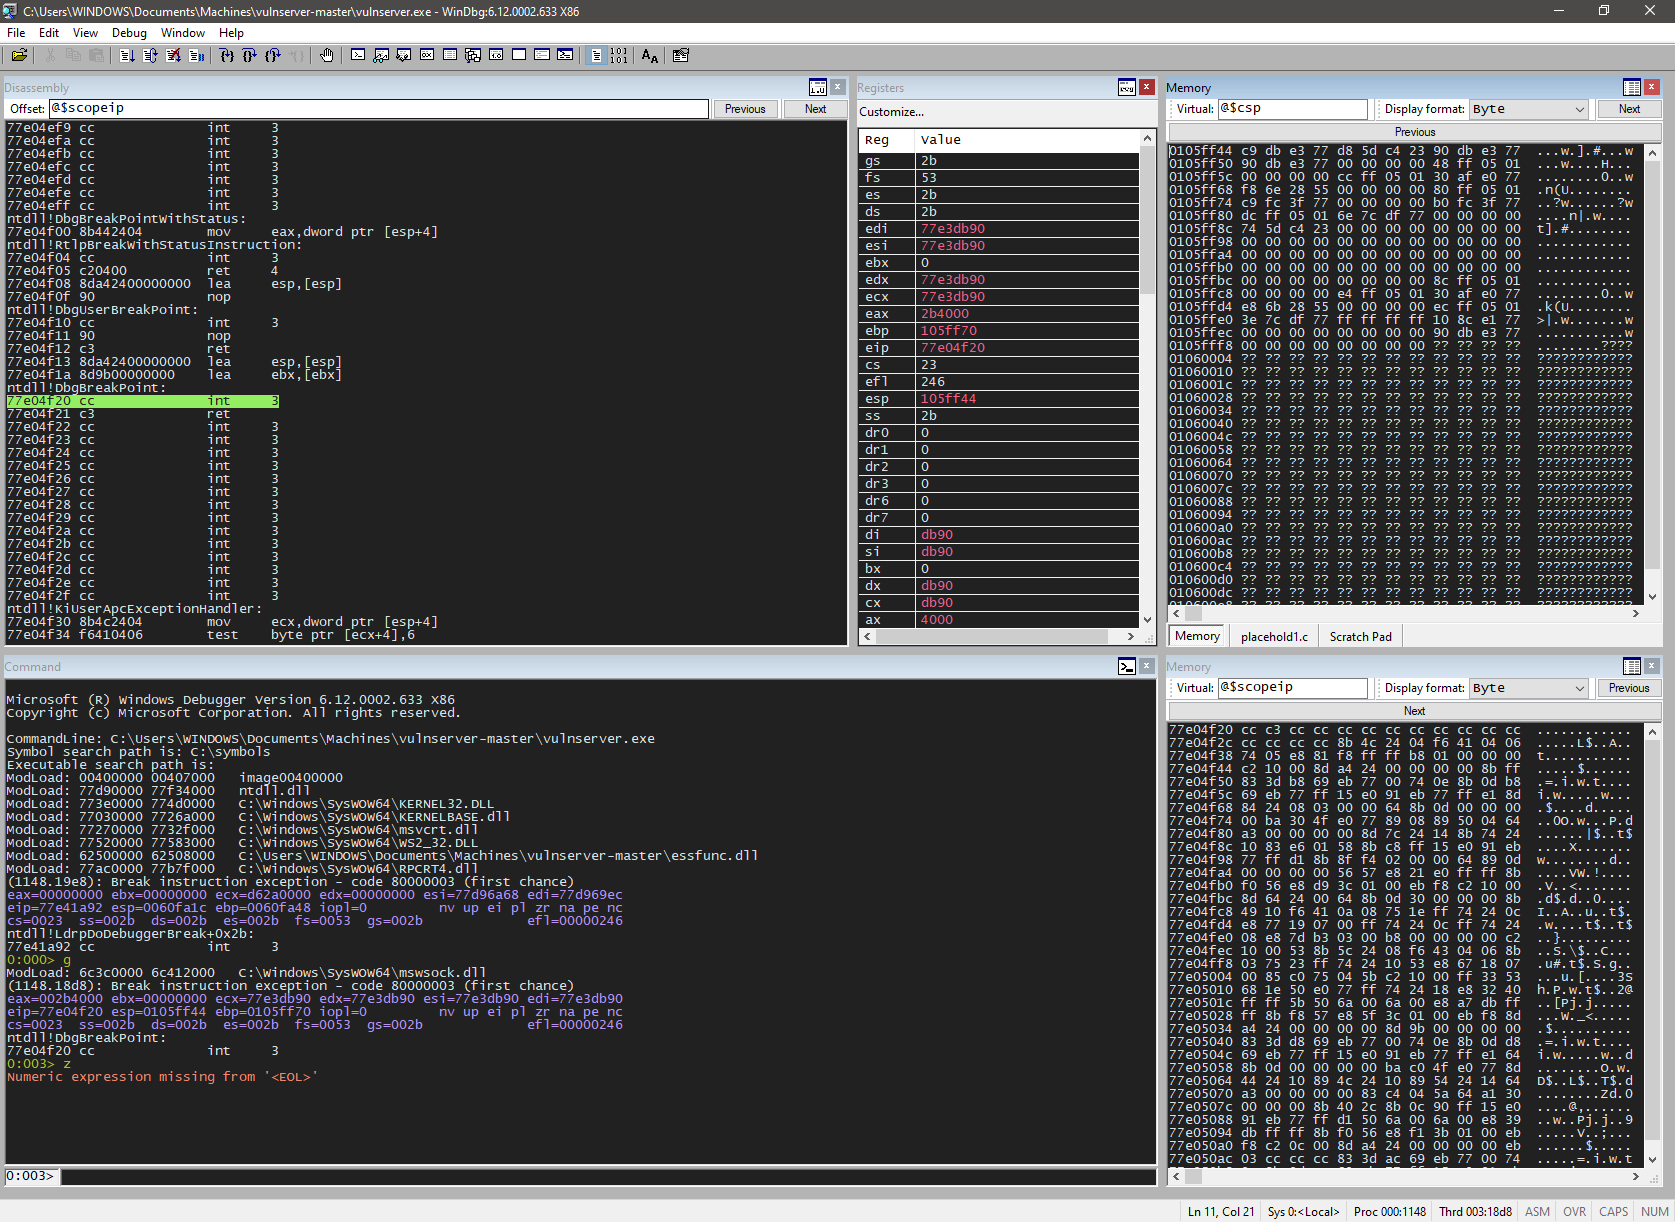 C:\Users\WINDOWS\Documents\Machines\vulnserver-master\vulnserver.exe - WinDbg:6.12.0002.633 X86
File Edit View Debug Window Help
Disassembly
Offset: @$scopeip Previous Next
77e04ef9 cc int 3
77e04efa cc int 3
77e04efb cc int 3
77e04efc cc int 3
77e04efd cc int 3
77e04efe cc int 3
77e04eff cc int 3
ntdll!DbgBreakPointWithStatus:
77e04f00 8b442404 mov eax,dword ptr [esp+4]
ntdll!RtlpBreakWithStatusInstruction:
77e04f04 cc int 3
77e04f05 c20400 ret 4
77e04f08 8da42400000000 lea esp,[esp]
77e04f0f 90 nop
ntdll!DbgUserBreakPoint:
77e04f10 cc int 3
77e04f11 90 nop
77e04f12 c3 ret
77e04f13 8da42400000000 lea esp,[esp]
77e04f1a 8d9b00000000 lea ebx,[ebx]
ntdll!DbgBreakPoint:
77e04f20 cc int 3
77e04f21 c3 ret
77e04f22 cc int 3
77e04f23 cc int 3
77e04f24 cc int 3
77e04f25 cc int 3
77e04f26 cc int 3
77e04f27 cc int 3
77e04f28 cc int 3
77e04f29 cc int 3
77e04f2a cc int 3
77e04f2b cc int 3
77e04f2c cc int 3
77e04f2d cc int 3
77e04f2e cc int 3
77e04f2f cc int 3
ntdll!KiUserApcExceptionHandler:
77e04f30 8b4c2404 mov ecx,dword ptr [esp+4]
77e04f34 f6410406 test byte ptr [ecx+4],6
Registers
Customize...
Reg Value
gs 2b
fs 53
es 2b
ds 2b
edi 77e3db90
esi 77e3db90
ebx 0
edx 77e3db90
ecx 77e3db90
eax 2b4000
ebp 105ff70
eip 77e04f20
cs 23
efl 246
esp 105ff44
ss 2b
dr0 0
dr1 0
dr2 0
dr3 0
dr6 0
dr7 0
di db90
si db90
bx 0
dx db90
cx db90
ax 4000
Memory
Virtual: @$csp Display format: Byte Next
Previous
0105ff44 c9 db e3 77 d8 5d c4 23 90 db e3 77 ...w.].#...w
0105ff50 90 db e3 77 00 00 00 00 48 ff 05 01 ...w....H...
0105ff5c 00 00 00 00 cc ff 05 01 30 af e0 77 ........0..w
0105ff68 f8 6e 28 55 00 00 00 00 80 ff 05 01 .n(U........
0105ff74 c9 fc 3f 77 00 00 00 00 b0 fc 3f 77 ..?w......?w
0105ff80 dc ff 05 01 6e 7c df 77 00 00 00 00 ....n|.w....
0105ff8c 74 5d c4 23 00 00 00 00 00 00 00 00 t].#........
0105ff98 00 00 00 00 00 00 00 00 00 00 00 00 ............
0105ffa4 00 00 00 00 00 00 00 00 00 00 00 00 ............
0105ffb0 00 00 00 00 00 00 00 00 00 00 00 00 ............
0105ffbc 00 00 00 00 00 00 00 00 8c ff 05 01 ............
0105ffc8 00 00 00 00 e4 ff 05 01 30 af e0 77 ........0..w
0105ffd4 e8 6b 28 55 00 00 00 00 ec ff 05 01 .k(U........
0105ffe0 3e 7c df 77 ff ff ff ff 10 8c e1 77 >|.w.......w
0105ffec 00 00 00 00 00 00 00 00 90 db e3 77 ...........w
0105fff8 00 00 00 00 00 00 00 00 ?? ?? ?? ?? ........????
01060004 ?? ?? ?? ?? ?? ?? ?? ?? ?? ?? ?? ?? ????????????
01060010 ?? ?? ?? ?? ?? ?? ?? ?? ?? ?? ?? ?? ????????????
0106001c ?? ?? ?? ?? ?? ?? ?? ?? ?? ?? ?? ?? ????????????
01060028 ?? ?? ?? ?? ?? ?? ?? ?? ?? ?? ?? ?? ????????????
01060034 ?? ?? ?? ?? ?? ?? ?? ?? ?? ?? ?? ?? ????????????
01060040 ?? ?? ?? ?? ?? ?? ?? ?? ?? ?? ?? ?? ????????????
0106004c ?? ?? ?? ?? ?? ?? ?? ?? ?? ?? ?? ?? ????????????
01060058 ?? ?? ?? ?? ?? ?? ?? ?? ?? ?? ?? ?? ????????????
01060064 ?? ?? ?? ?? ?? ?? ?? ?? ?? ?? ?? ?? ????????????
01060070 ?? ?? ?? ?? ?? ?? ?? ?? ?? ?? ?? ?? ????????????
0106007c ?? ?? ?? ?? ?? ?? ?? ?? ?? ?? ?? ?? ????????????
01060088 ?? ?? ?? ?? ?? ?? ?? ?? ?? ?? ?? ?? ????????????
01060094 ?? ?? ?? ?? ?? ?? ?? ?? ?? ?? ?? ?? ????????????
010600a0 ?? ?? ?? ?? ?? ?? ?? ?? ?? ?? ?? ?? ????????????
010600ac ?? ?? ?? ?? ?? ?? ?? ?? ?? ?? ?? ?? ????????????
010600b8 ?? ?? ?? ?? ?? ?? ?? ?? ?? ?? ?? ?? ????????????
010600c4 ?? ?? ?? ?? ?? ?? ?? ?? ?? ?? ?? ?? ????????????
010600d0 ?? ?? ?? ?? ?? ?? ?? ?? ?? ?? ?? ?? ????????????
010600dc ?? ?? ?? ?? ?? ?? ?? ?? ?? ?? ?? ?? ????????????
Memory placehold1.c Scratch Pad
Command
Microsoft (R) Windows Debugger Version 6.12.0002.633 X86
Copyright (c) Microsoft Corporation. All rights reserved.
CommandLine: C:\Users\WINDOWS\Documents\Machines\vulnserver-master\vulnserver.exe
Symbol search path is: C:\symbols
Executable search path is:
ModLoad: 00400000 00407000 image00400000
ModLoad: 77d90000 77f34000 ntdll.dll
ModLoad: 773e0000 774d0000 C:\Windows\SysWOW64\KERNEL32.DLL
ModLoad: 77030000 7726a000 C:\Windows\SysWOW64\KERNELBASE.dll
ModLoad: 77270000 7732f000 C:\Windows\SysWOW64\msvcrt.dll
ModLoad: 77520000 77583000 C:\Windows\SysWOW64\WS2_32.DLL
ModLoad: 62500000 62508000 C:\Users\WINDOWS\Documents\Machines\vulnserver-master\essfunc.dll
ModLoad: 77ac0000 77b7f000 C:\Windows\SysWOW64\RPCRT4.dll
(1148.19e8): Break instruction exception - code 80000003 (first chance)
eax=00000000 ebx=00000000 ecx=d62a0000 edx=00000000 esi=77d96a68 edi=77d969ec
eip=77e41a92 esp=0060fa1c ebp=0060fa48 iopl=0 nv up ei pl zr na pe nc
cs=0023 ss=002b ds=002b es=002b fs=0053 gs=002b efl=00000246
ntdll!LdrpDoDebuggerBreak+0x2b:
77e41a92 cc int 3
0:000> g
ModLoad: 6c3c0000 6c412000 C:\Windows\SysWOW64\mswsock.dll
(1148.18d8): Break instruction exception - code 80000003 (first chance)
eax=002b4000 ebx=00000000 ecx=77e3db90 edx=77e3db90 esi=77e3db90 edi=77e3db90
eip=77e04f20 esp=0105ff44 ebp=0105ff70 iopl=0 nv up ei pl zr na pe nc
cs=0023 ss=002b ds=002b es=002b fs=0053 gs=002b efl=00000246
ntdll!DbgBreakPoint:
77e04f20 cc int 3
0:003> z
Numeric expression missing from '<EOL>'
0:003>
Memory
Virtual: @$scopeip Display format: Byte Previous
Next
77e04f20 cc c3 cc cc cc cc cc cc cc cc cc cc ............
77e04f2c cc cc cc cc 8b 4c 24 04 f6 41 04 06 .....L$..A..
77e04f38 74 05 e8 81 f8 ff ff b8 01 00 00 00 t...........
77e04f44 c2 10 00 8d a4 24 00 00 00 00 8b ff .....$......
77e04f50 83 3d b8 69 eb 77 00 74 0e 8b 0d b8 .=.i.w.t....
77e04f5c 69 eb 77 ff 15 e0 91 eb 77 ff e1 8d i.w.....w...
77e04f68 84 24 08 03 00 00 64 8b 0d 00 00 00 .$....d.....
77e04f74 00 ba 30 4f e0 77 89 08 89 50 04 64 ..0O.w...P.d
77e04f80 a3 00 00 00 00 8d 7c 24 14 8b 74 24 ......|$..t$
77e04f8c 10 83 e6 01 58 8b c8 ff 15 e0 91 eb ....X.......
77e04f98 77 ff d1 8b 8f f4 02 00 00 64 89 0d w........d..
77e04fa4 00 00 00 00 56 57 e8 21 e0 ff ff 8b ....VW.!....
77e04fb0 f0 56 e8 d9 3c 01 00 eb f8 c2 10 00 .V..<.......
77e04fbc 8d 64 24 00 64 8b 0d 30 00 00 00 8b .d$.d..0....
77e04fc8 49 10 f6 41 0a 08 75 1e ff 74 24 0c I..A..u..t$.
77e04fd4 e8 77 19 07 00 ff 74 24 0c ff 74 24 .w....t$..t$
77e04fe0 08 e8 7d b3 03 00 b8 00 00 00 00 c2 ..}.........
77e04fec 10 00 53 8b 5c 24 08 f6 43 04 06 8b ..S.\$..C...
77e04ff8 03 75 23 ff 74 24 10 53 e8 67 18 07 .u#.t$.S.g..
77e05004 00 85 c0 75 04 5b c2 10 00 ff 33 53 ...u.[....3S
77e05010 68 1e 50 e0 77 ff 74 24 18 e8 32 40 h.P.w.t$..2@
77e0501c ff ff 5b 50 6a 00 6a 00 e8 a7 db ff ..[Pj.j.....
77e05028 ff 8b f8 57 e8 5f 3c 01 00 eb f8 8d ...W._<.....
77e05034 a4 24 00 00 00 00 8d 9b 00 00 00 00 .$..........
77e05040 83 3d d8 69 eb 77 00 74 0e 8b 0d d8 .=.i.w.t....
77e0504c 69 eb 77 ff 15 e0 91 eb 77 ff e1 64 i.w.....w..d
77e05058 8b 0d 00 00 00 00 ba c0 4f e0 77 8d ........O.w.
77e05064 44 24 10 89 4c 24 10 89 54 24 14 64 D$..L$..T$.d
77e05070 a3 00 00 00 00 83 c4 04 5a 64 a1 30 ........Zd.0
77e0507c 00 00 00 8b 40 2c 8b 0c 90 ff 15 e0 ....@,......
77e05088 91 eb 77 ff d1 50 6a 00 6a 00 e8 39 ..w..Pj.j..9
77e05094 db ff ff 8b f0 56 e8 f1 3b 01 00 eb .....V..;...
77e050a0 f8 c2 0c 00 8d a4 24 00 00 00 00 eb ......$.....
77e050ac 03 cc cc cc 83 3d ac 69 eb 77 00 74 .....=.i.w.t
Ln 11, Col 21 Sys 0:<Local> Proc 000:1148 Thrd 003:18d8 ASM OVR CAPS NUM